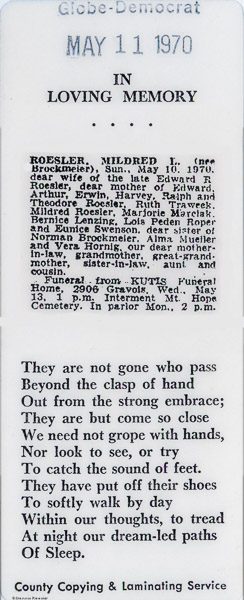 Globe-Democrat
MAY 11 1970
IN
LOVING MEMORY
. . . .
ROESLER, MILDRED L. (nee
Brockmeier), Sun., May 10, 1970,
dear wife of the late Edward R
Roesler, dear mother of Edward,
Arthur, Erwin, Harvey, Ralph and
Theodore Roesler, Ruth Traweek,
Mildred Roesler, Marjorie Marciak,
Bernice Lenzing, Lois Peden Roper
and Eunice Swenson, dear sister of
Norman Brockmeier, Alma Mueller
and Vera Hornig, our dear mother-
in-law, grandmother, great-grand-
mother, sister-in-law, aunt and
cousin.
Funeral from KUTIS Funeral
Home, 2906 Gravois, Wed., May
13, 1 p.m. Interment Mt. Hope
Cemetery. In parlor Mon., 2 p.m.
They are not gone who pass
Beyond the clasp of hand
Out from the strong embrace;
They are but come so close
We need not grope with hands,
Nor look to see, or try
To catch the sound of feet.
They have put off their shoes
To softly walk by day
Within our thoughts, to tread
At night our dream-led paths
Of Sleep.
County Copying & Laminating Service
© Dennis Roesler